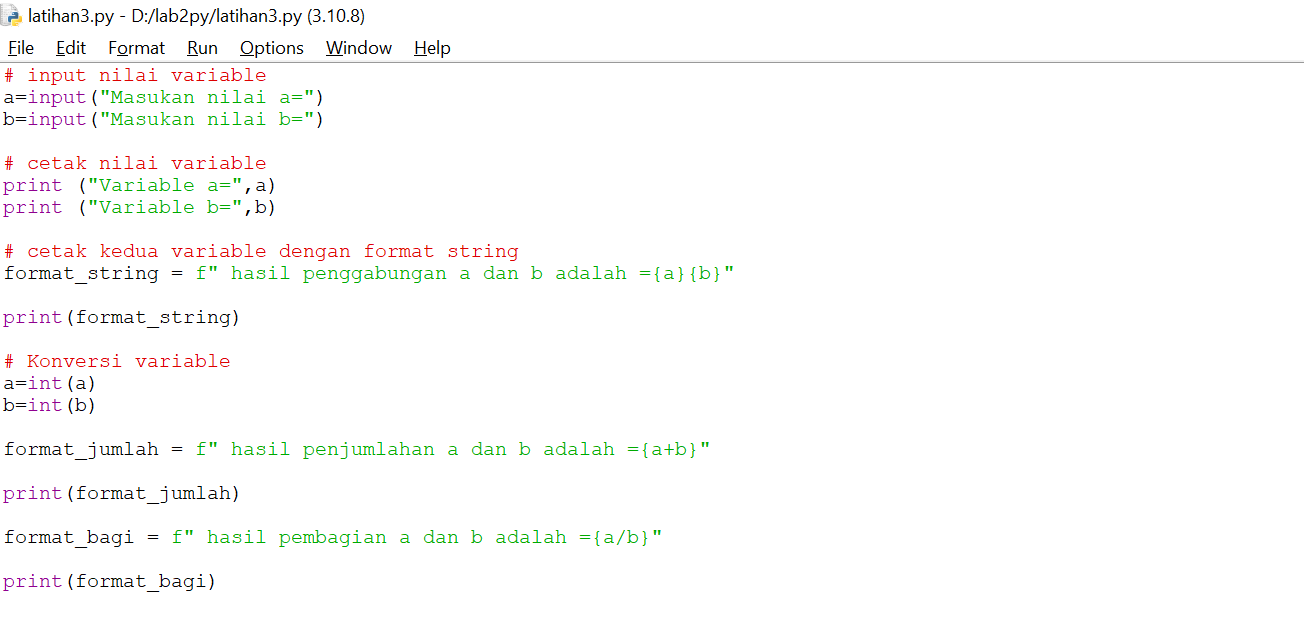 latihan3.py - D:/lab2py/latihan3.py (3.10.8)
File Edit Format Run Options Window Help
# input nilai variable
a=input("Masukan nilai a=")
b=input("Masukan nilai b=")
# cetak nilai variable
print ("Variable a=",a)
print ("Variable b=",b)
# cetak kedua variable dengan format string
format_string = f" hasil penggabungan a dan b adalah ={a}{b}"
print(format_string)
# Konversi variable
a=int(a)
b=int(b)
format_jumlah = f" hasil penjumlahan a dan b adalah ={a+b}"
print(format_jumlah)
format_bagi = f" hasil pembagian a dan b adalah ={a/b}"
print(format_bagi)